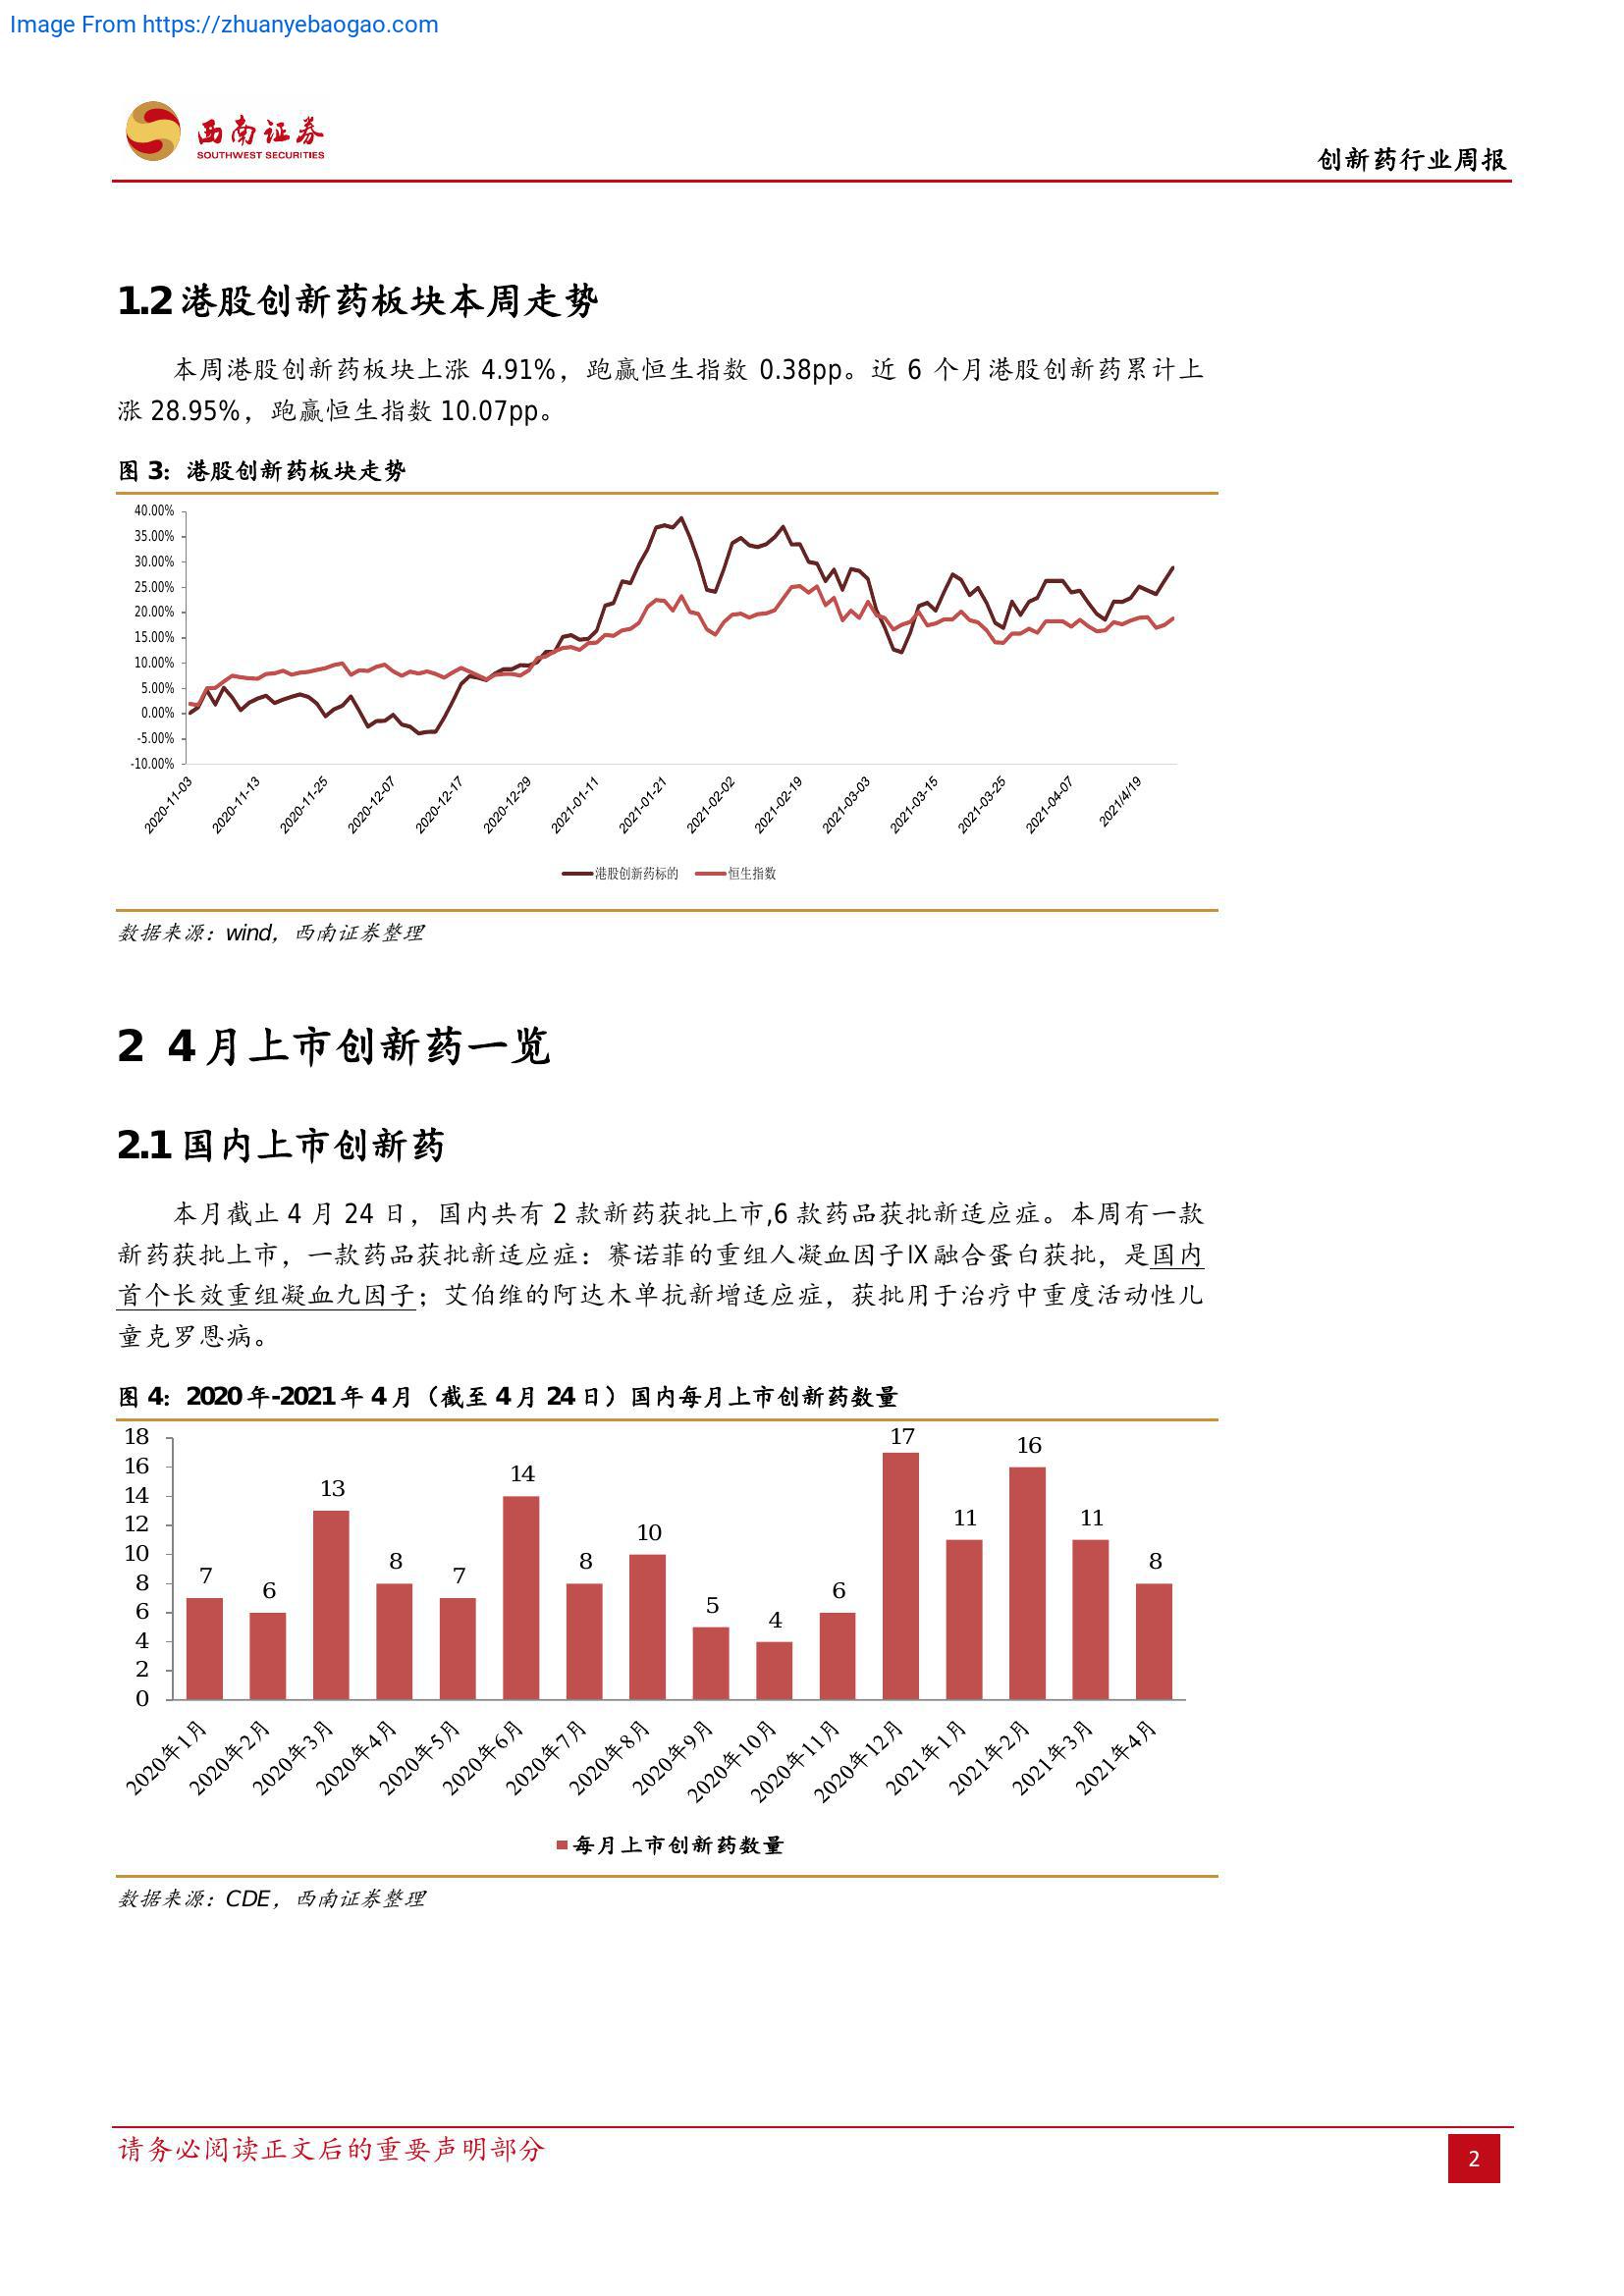 Image From https://zhuanyebaogao.com
西南证券
SOUTHWEST SECURITIES
创新药行业周报
1.2 港股创新药板块本周走势
本周港股创新药板块上涨 4.91%，跑赢恒生指数 0.38pp。近 6 个月港股创新药累计上
涨 28.95%，跑赢恒生指数 10.07pp。
图 3：港股创新药板块走势
40.00%
35.00%
30.00%
25.00%
20.00%
15.00%
10.00%
5.00%
0.00%
-5.00%
-10.00%
2020-11-03
2020-11-13
2020-11-25
2020-12-07
2020-12-17
2020-12-29
2021-01-11
2021-01-21
2021-02-02
2021-02-19
2021-03-03
2021-03-15
2021-03-25
2021-04-07
2021/4/19
港股创新药标的 恒生指数
数据来源：wind，西南证券整理
2 4 月上市创新药一览
2.1 国内上市创新药
本月截止 4 月 24 日，国内共有 2 款新药获批上市,6 款药品获批新适应症。本周有一款
新药获批上市，一款药品获批新适应症：赛诺菲的重组人凝血因子Ⅸ融合蛋白获批，是国内
首个长效重组凝血九因子；艾伯维的阿达木单抗新增适应症，获批用于治疗中重度活动性儿
童克罗恩病。
图 4：2020 年-2021 年 4 月（截至 4 月 24 日）国内每月上市创新药数量
18
16
14
12
10
8
6
4
2
0
7
6
13
8
7
14
8
10
5
4
6
17
11
16
11
8
2020年1月
2020年2月
2020年3月
2020年4月
2020年5月
2020年6月
2020年7月
2020年8月
2020年9月
2020年10月
2020年11月
2020年12月
2021年1月
2021年2月
2021年3月
2021年4月
每月上市创新药数量
数据来源：CDE，西南证券整理
请务必阅读正文后的重要声明部分
2